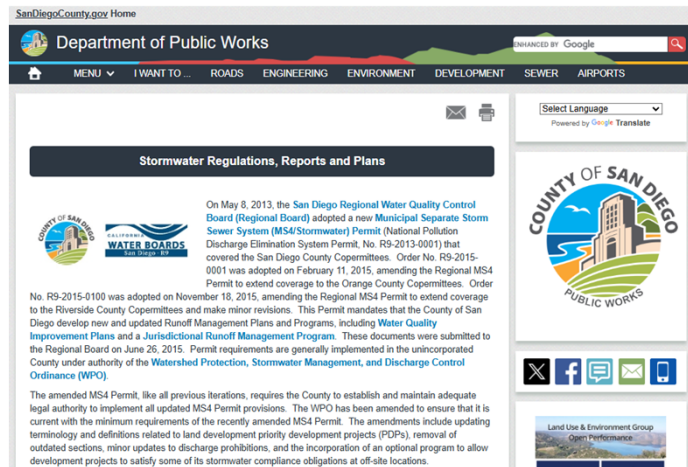 SanDiegoCounty.gov Home
Department of Public Works
ENHANCED BY Google
MENU I WANT TO ... ROADS ENGINEERING ENVIRONMENT DEVELOPMENT SEWER AIRPORTS
Select Language
Powered by Google Translate
Stormwater Regulations, Reports and Plans
COUNTY OF SAN DIEGO
CALIFORNIA
WATER BOARDS
San Diego - R9
On May 8, 2013, the San Diego Regional Water Quality Control
Board (Regional Board) adopted a new Municipal Separate Storm
Sewer System (MS4/Stormwater) Permit (National Pollution
Discharge Elimination System Permit, No. R9-2013-0001) that
covered the San Diego County Copermittees. Order No. R9-2015-
0001 was adopted on February 11, 2015, amending the Regional MS4
Permit to extend coverage to the Orange County Copermittees. Order
No. R9-2015-0100 was adopted on November 18, 2015, amending the Regional MS4 Permit to extend coverage
to the Riverside County Copermittees and make minor revisions. This Permit mandates that the County of San
Diego develop new and updated Runoff Management Plans and Programs, including Water Quality
Improvement Plans and a Jurisdictional Runoff Management Program. These documents were submitted to
the Regional Board on June 26, 2015. Permit requirements are generally implemented in the unincorporated
County under authority of the Watershed Protection, Stormwater Management, and Discharge Control
Ordinance (WPO).
The amended MS4 Permit, like all previous iterations, requires the County to establish and maintain adequate
legal authority to implement all updated MS4 Permit provisions. The WPO has been amended to ensure that it is
current with the minimum requirements of the recently amended MS4 Permit. The amendments include updating
terminology and definitions related to land development priority development projects (PDPs), removal of
outdated sections, minor updates to discharge prohibitions, and the incorporation of an optional program to allow
development projects to satisfy some of its stormwater compliance obligations at off-site locations.
COUNTY OF SAN DIEGO
PUBLIC WORKS
Land Use & Environment Group
Open Performance